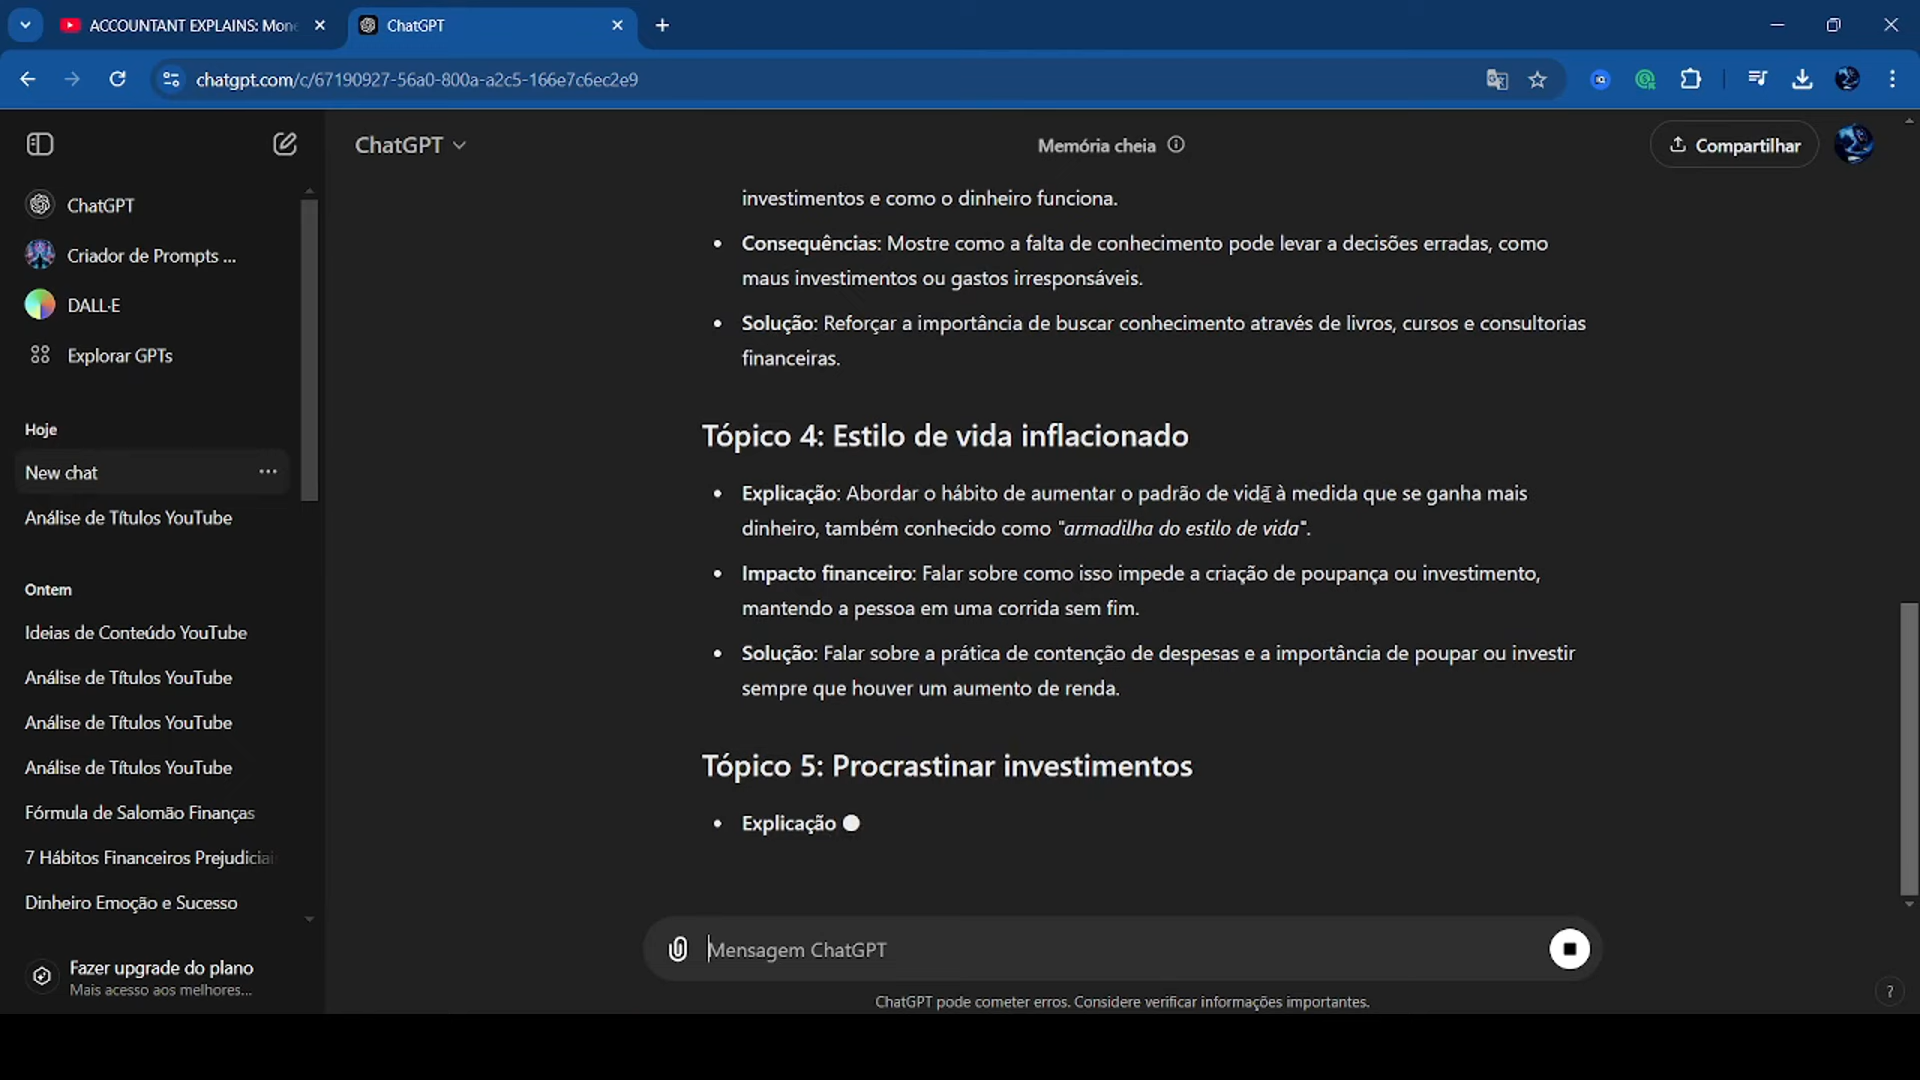 ACCOUNTANT EXPLAINS: Mone
ChatGPT
chatgpt.com/c/67190927-56a0-800a-a2c5-166e7c6ec2e9
ChatGPT
Memória cheia
Compartilhar
ChatGPT
Criador de Prompts ...
DALL·E
Explorar GPTs
Hoje
New chat
Análise de Títulos YouTube
Ontem
Ideias de Conteúdo YouTube
Análise de Títulos YouTube
Análise de Títulos YouTube
Análise de Títulos YouTube
Fórmula de Salomão Finanças
7 Hábitos Financeiros Prejudiciai
Dinheiro Emoção e Sucesso
Fazer upgrade do plano
Mais acesso aos melhores...
investimentos e como o dinheiro funciona.
Consequências: Mostre como a falta de conhecimento pode levar a decisões erradas, como
maus investimentos ou gastos irresponsáveis.
Solução: Reforçar a importância de buscar conhecimento através de livros, cursos e consultorias
financeiras.
Tópico 4: Estilo de vida inflacionado
Explicação: Abordar o hábito de aumentar o padrão de vida à medida que se ganha mais
dinheiro, também conhecido como "armadilha do estilo de vida".
Impacto financeiro: Falar sobre como isso impede a criação de poupança ou investimento,
mantendo a pessoa em uma corrida sem fim.
Solução: Falar sobre a prática de contenção de despesas e a importância de poupar ou investir
sempre que houver um aumento de renda.
Tópico 5: Procrastinar investimentos
Explicação
Mensagem ChatGPT
ChatGPT pode cometer erros. Considere verificar informações importantes.
?